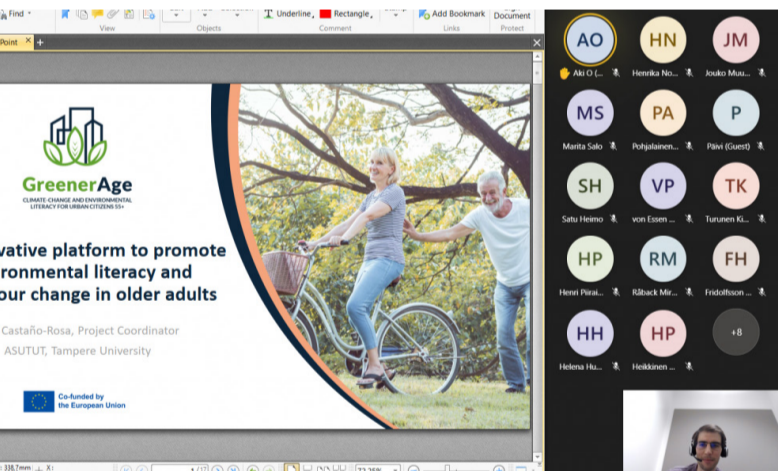 Find
Underline
Rectangle
Add Bookmark
Document
View
Objects
Comment
Links
Protect
Point
GreenerAge
CLIMATE-CHANGE AND ENVIRONMENTAL
LITERACY FOR URBAN CITIZENS 55+
vative platform to promote
ronmental literacy and
our change in older adults
Castaño-Rosa, Project Coordinator
ASUTUT, Tampere University
Co-funded by
the European Union
AO
HN
JM
Aki O (...
Henrika No...
Jouko Muu...
MS
PA
P
Marita Salo
Pohjalainen...
Päivi (Guest)
SH
VP
TK
Satu Heimo
von Essen ...
Turunen Ki...
HP
RM
FH
Henri Piirai...
Råback Mir...
Fridolfsson ...
HH
HP
+8
Helena Hu...
Heikkinen ...